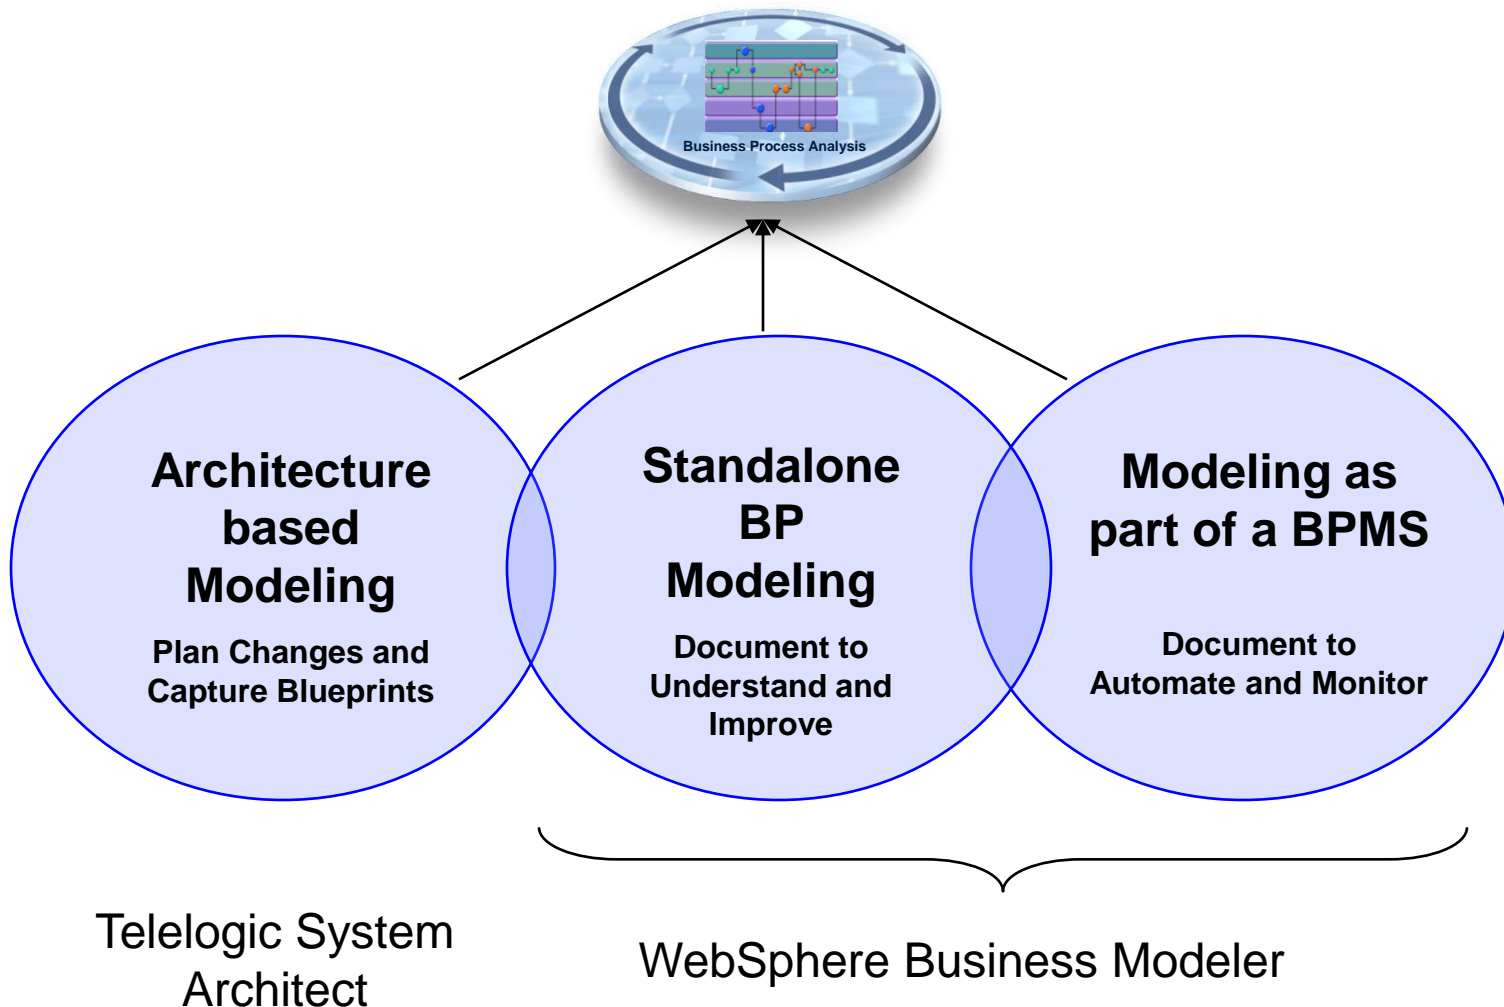 Business Process Analysis
Architecture
based
Modeling
Plan Changes and
Capture Blueprints
Standalone
BP
Modeling
Document to
Understand and
Improve
Modeling as
part of a BPMS
Document to
Automate and Monitor
Telelogic System
Architect
WebSphere Business Modeler